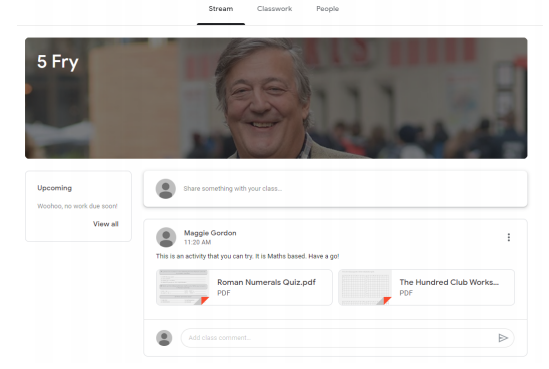 Stream Classwork People
5 Fry
Upcoming
Woohoo, no work due soon!
View all
Share something with your class...
Maggie Gordon
11:20 AM
This is an activity that you can try. It is Maths based. Have a go!
Roman Numerals Quiz.pdf
PDF
The Hundred Club Works...
PDF
Add class comment...